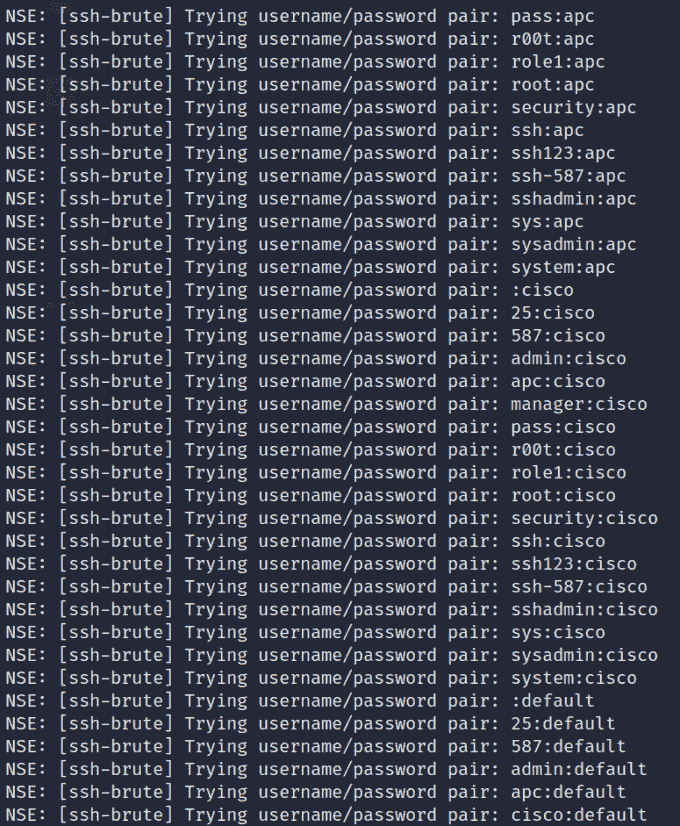 NSE: [ssh-brute] Trying username/password pair: pass:apc
NSE: [ssh-brute] Trying username/password pair: r00t:apc
NSE: [ssh-brute] Trying username/password pair: role1:apc
NSE: [ssh-brute] Trying username/password pair: root:apc
NSE: [ssh-brute] Trying username/password pair: security:apc
NSE: [ssh-brute] Trying username/password pair: ssh:apc
NSE: [ssh-brute] Trying username/password pair: ssh123:apc
NSE: [ssh-brute] Trying username/password pair: ssh-587:apc
NSE: [ssh-brute] Trying username/password pair: sshadmin:apc
NSE: [ssh-brute] Trying username/password pair: sys:apc
NSE: [ssh-brute] Trying username/password pair: sysadmin:apc
NSE: [ssh-brute] Trying username/password pair: system:apc
NSE: [ssh-brute] Trying username/password pair: :cisco
NSE: [ssh-brute] Trying username/password pair: 25:cisco
NSE: [ssh-brute] Trying username/password pair: 587:cisco
NSE: [ssh-brute] Trying username/password pair: admin:cisco
NSE: [ssh-brute] Trying username/password pair: apc:cisco
NSE: [ssh-brute] Trying username/password pair: manager:cisco
NSE: [ssh-brute] Trying username/password pair: pass:cisco
NSE: [ssh-brute] Trying username/password pair: r00t:cisco
NSE: [ssh-brute] Trying username/password pair: role1:cisco
NSE: [ssh-brute] Trying username/password pair: root:cisco
NSE: [ssh-brute] Trying username/password pair: security:cisco
NSE: [ssh-brute] Trying username/password pair: ssh:cisco
NSE: [ssh-brute] Trying username/password pair: ssh123:cisco
NSE: [ssh-brute] Trying username/password pair: ssh-587:cisco
NSE: [ssh-brute] Trying username/password pair: sshadmin:cisco
NSE: [ssh-brute] Trying username/password pair: sys:cisco
NSE: [ssh-brute] Trying username/password pair: sysadmin:cisco
NSE: [ssh-brute] Trying username/password pair: system:cisco
NSE: [ssh-brute] Trying username/password pair: :default
NSE: [ssh-brute] Trying username/password pair: 25:default
NSE: [ssh-brute] Trying username/password pair: 587:default
NSE: [ssh-brute] Trying username/password pair: admin:default
NSE: [ssh-brute] Trying username/password pair: apc:default
NSE: [ssh-brute] Trying username/password pair: cisco:default